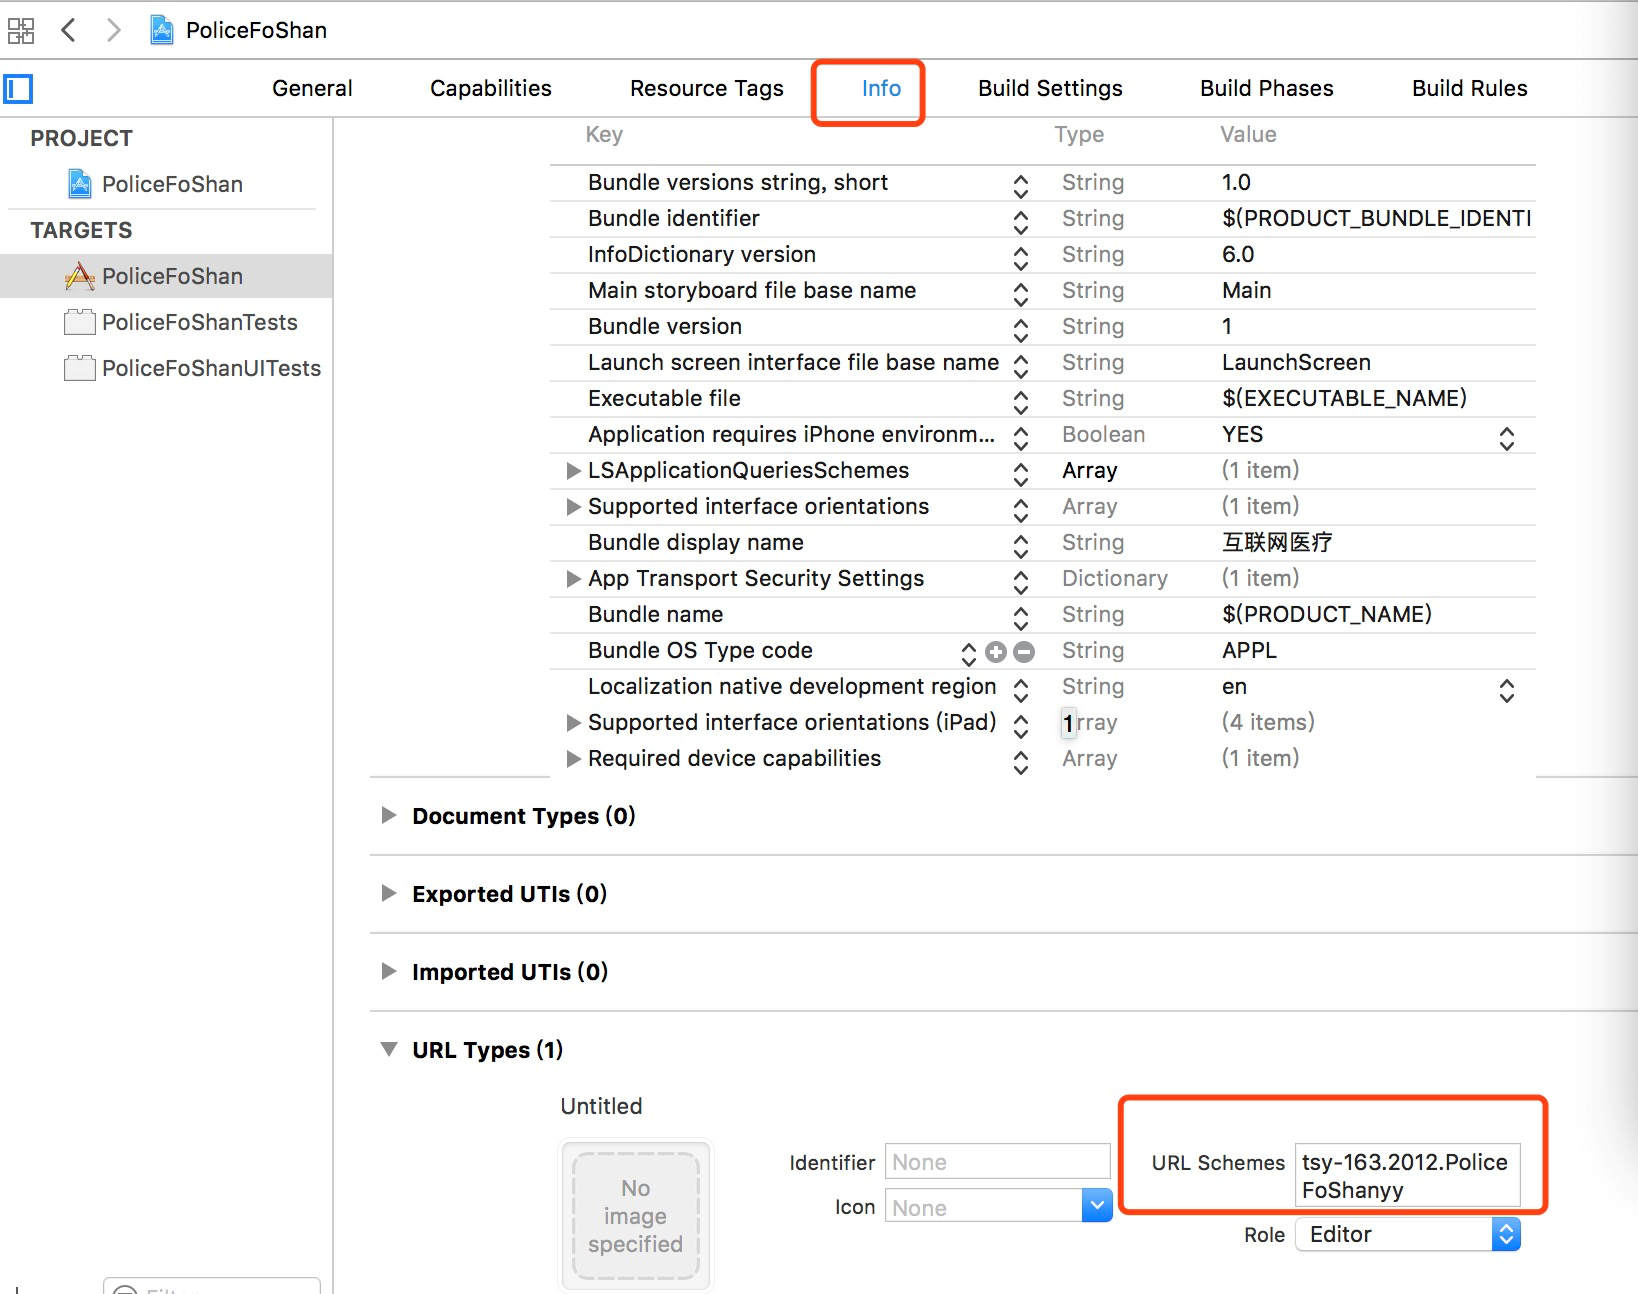 PoliceFoShan
General Capabilities Resource Tags Info Build Settings Build Phases Build Rules
PROJECT
PoliceFoShan
TARGETS
PoliceFoShan
PoliceFoShanTests
PoliceFoShanUITests
Key Type Value
Bundle versions string, short String 1.0
Bundle identifier String $(PRODUCT_BUNDLE_IDENTI
InfoDictionary version String 6.0
Main storyboard file base name String Main
Bundle version String 1
Launch screen interface file base name String LaunchScreen
Executable file String $(EXECUTABLE_NAME)
Application requires iPhone environm... Boolean YES
LSApplicationQueriesSchemes Array (1 item)
Supported interface orientations Array (1 item)
Bundle display name String 互联网医疗
App Transport Security Settings Dictionary (1 item)
Bundle name String $(PRODUCT_NAME)
Bundle OS Type code String APPL
Localization native development region String en
Supported interface orientations (iPad) 1rray (4 items)
Required device capabilities Array (1 item)
Document Types (0)
Exported UTIs (0)
Imported UTIs (0)
URL Types (1)
Untitled
No
image
specified
Identifier None
Icon None
URL Schemes tsy-163.2012.Police
FoShanyy
Role Editor